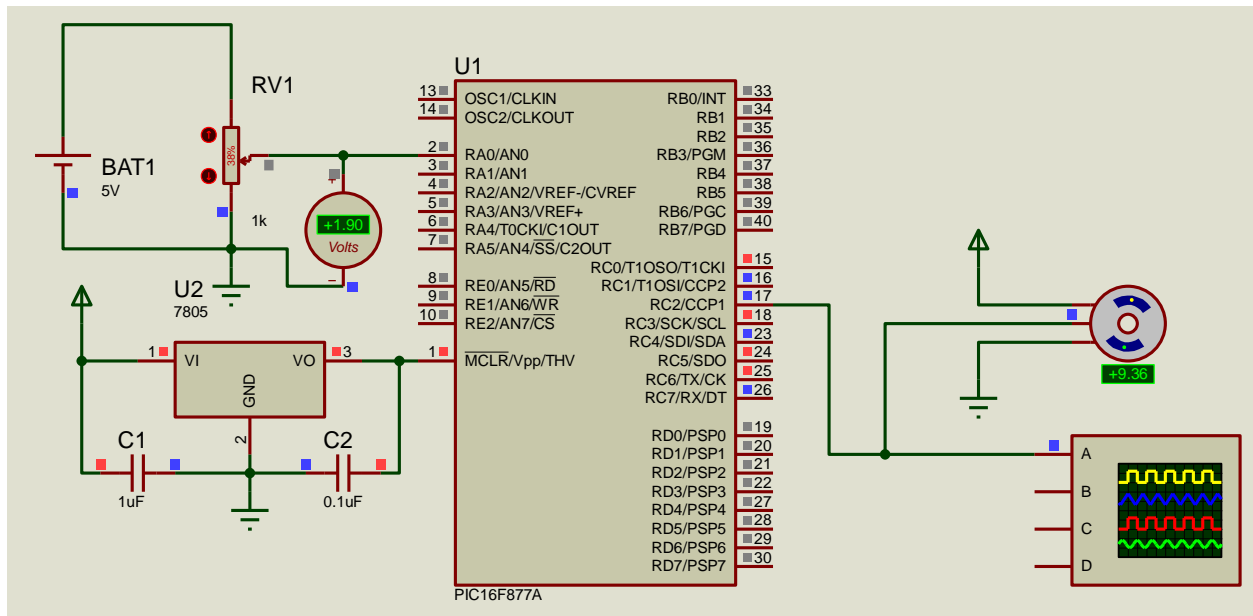 RV1
38%
BAT1
5V
1k
+
+1.90
Volts
−
U2
7805
1
VI
VO
3
GND
2
C1
1uF
C2
0.1uF
U1
13
OSC1/CLKIN
14
OSC2/CLKOUT
2
RA0/AN0
3
RA1/AN1
4
RA2/AN2/VREF-/CVREF
5
RA3/AN3/VREF+
6
RA4/T0CKI/C1OUT
7
RA5/AN4/SS/C2OUT
8
RE0/AN5/RD
9
RE1/AN6/WR
10
RE2/AN7/CS
1
MCLR/Vpp/THV
RB0/INT
33
RB1
34
RB2
35
RB3/PGM
36
RB4
37
RB5
38
RB6/PGC
39
RB7/PGD
40
RC0/T1OSO/T1CKI
15
RC1/T1OSI/CCP2
16
RC2/CCP1
17
RC3/SCK/SCL
18
RC4/SDI/SDA
23
RC5/SDO
24
RC6/TX/CK
25
RC7/RX/DT
26
RD0/PSP0
19
RD1/PSP1
20
RD2/PSP2
21
RD3/PSP3
22
RD4/PSP4
27
RD5/PSP5
28
RD6/PSP6
29
RD7/PSP7
30
PIC16F877A
+9.36
A
B
C
D